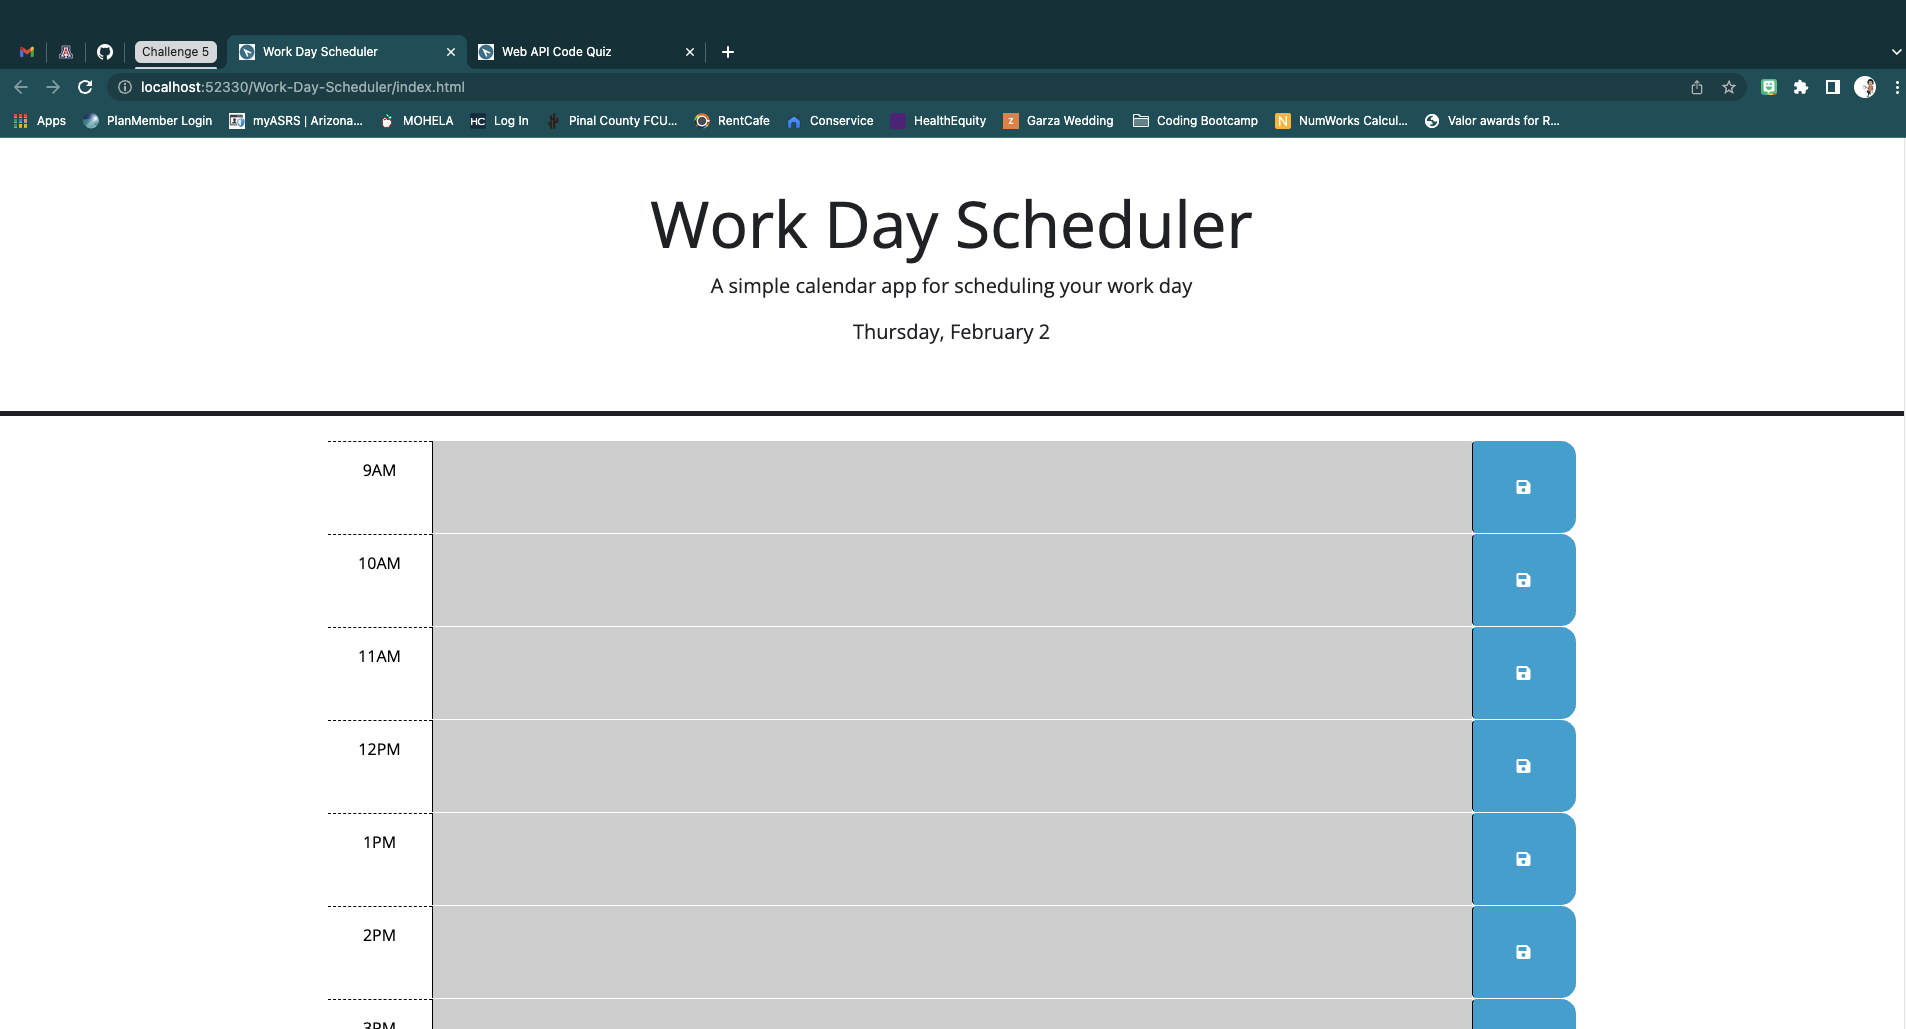 Challenge 5 Work Day Scheduler Web API Code Quiz
localhost:52330/Work-Day-Scheduler/index.html
Apps PlanMember Login myASRS | Arizona... MOHELA HC Log In Pinal County FCU... RentCafe Conservice HealthEquity Z Garza Wedding Coding Bootcamp N NumWorks Calcul... Valor awards for R...
Work Day Scheduler
A simple calendar app for scheduling your work day
Thursday, February 2
9AM
10AM
11AM
12PM
1PM
2PM
3PM